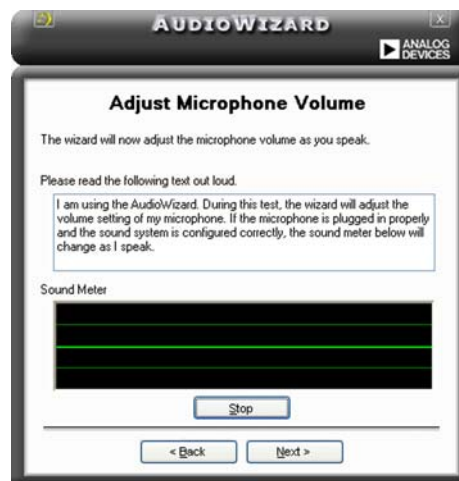 AUDIOWIZARD
X
ANALOG
DEVICES
Adjust Microphone Volume
The wizard will now adjust the microphone volume as you speak.
Please read the following text out loud.
I am using the AudioWizard. During this test, the wizard will adjust the
volume setting of my microphone. If the microphone is plugged in properly
and the sound system is configured correctly, the sound meter below will
change as I speak.
Sound Meter
Stop
< Back
Next >